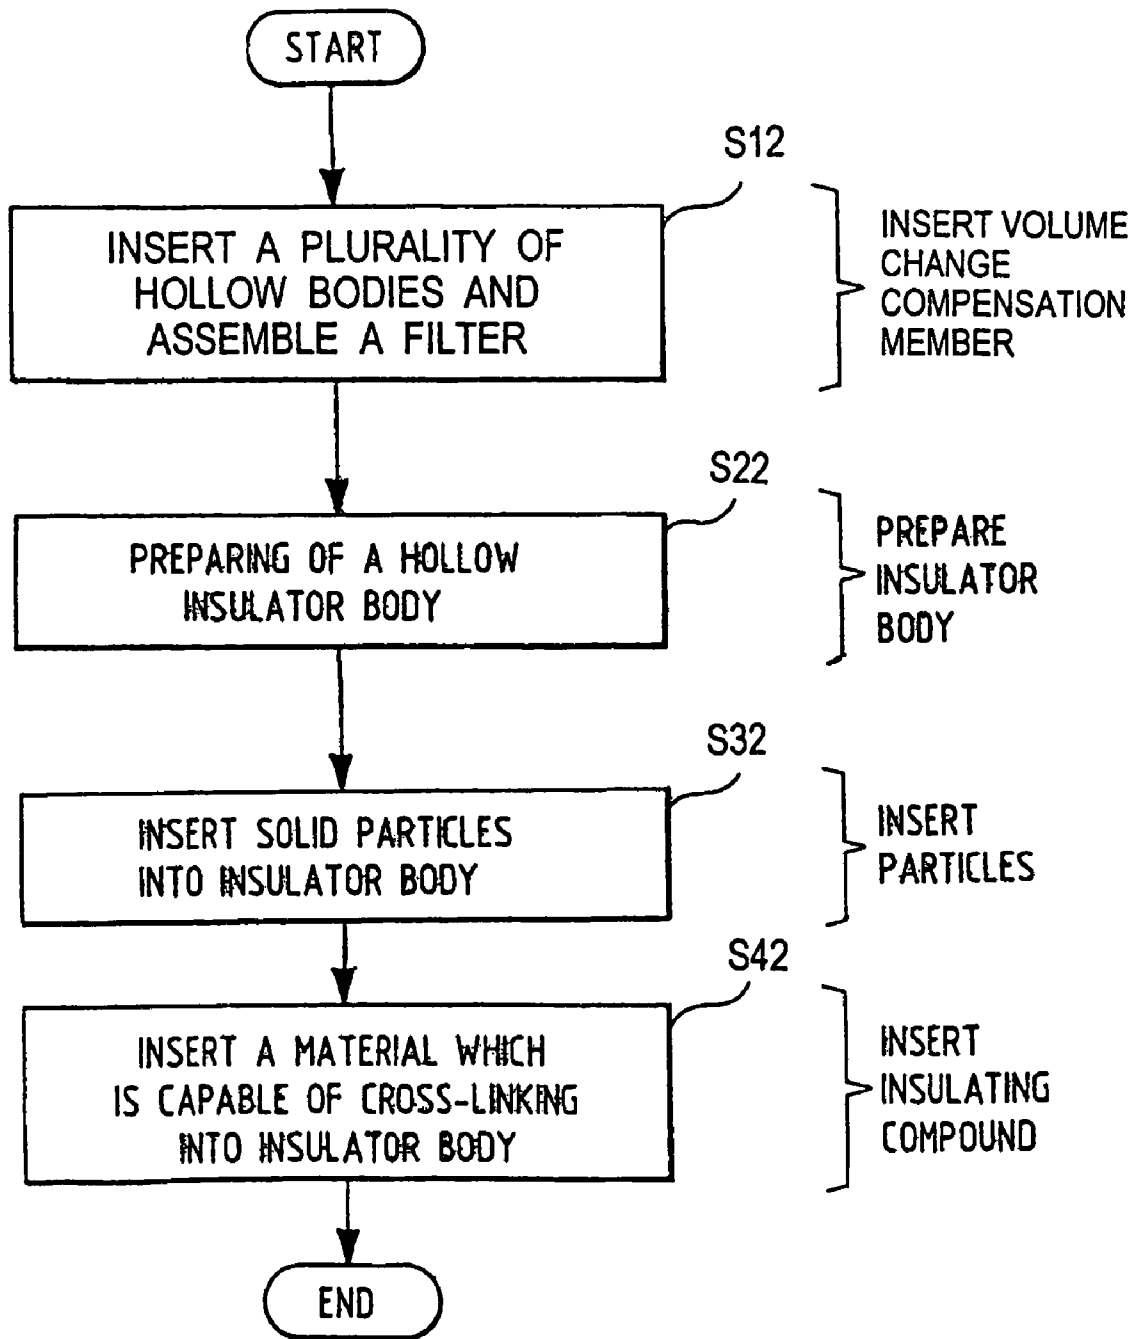 START
S12
INSERT A PLURALITY OF
HOLLOW BODIES AND
ASSEMBLE A FILTER
INSERT VOLUME
CHANGE
COMPENSATION
MEMBER
S22
PREPARING OF A HOLLOW
INSULATOR BODY
PREPARE
INSULATOR
BODY
S32
INSERT SOLID PARTICLES
INTO INSULATOR BODY
INSERT
PARTICLES
S42
INSERT A MATERIAL WHICH
IS CAPABLE OF CROSS-LINKING
INTO INSULATOR BODY
INSERT
INSULATING
COMPOUND
END